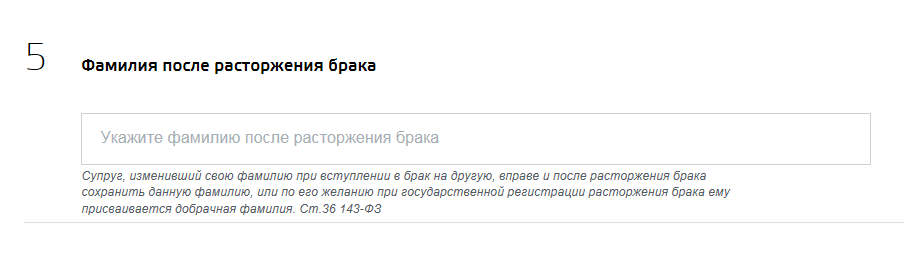 5
Фамилия после расторжения брака
Укажите фамилию после расторжения брака
Супруг, изменивший свою фамилию при вступлении в брак на другую, вправе и после расторжения брака
сохранить данную фамилию, или по его желанию при государственной регистрации расторжения брака ему
присваивается добрачная фамилия. Ст.36 143-ФЗ